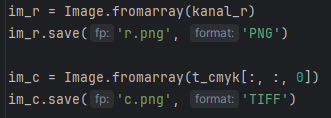 im_r = Image.fromarray(kanal_r)
im_r.save(fp: 'r.png', format: 'PNG')
im_c = Image.fromarray(t_cmyk[:, :, 0])
im_c.save(fp: 'c.png', format: 'TIFF')